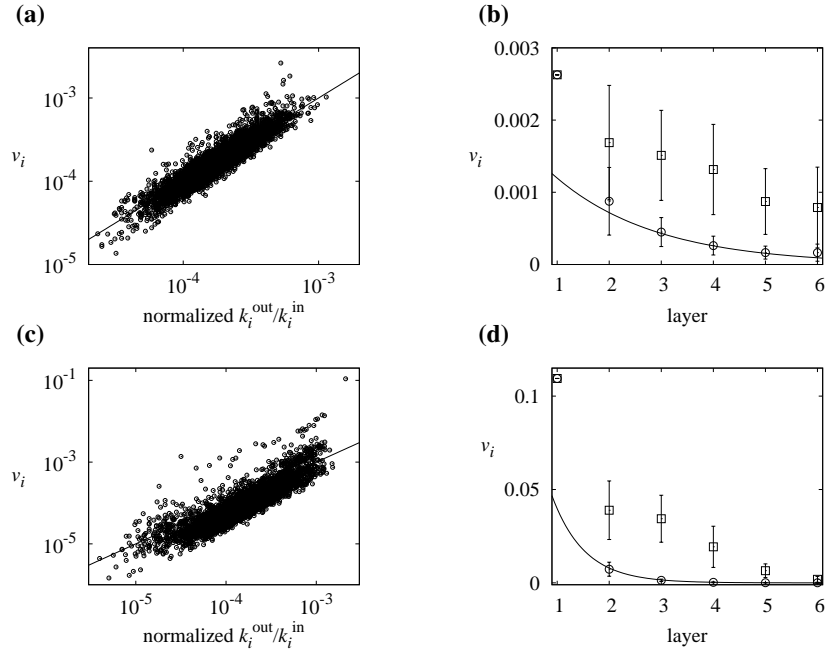 (a)
10^-3
v_i
10^-4
10^-5
10^-4 10^-3
normalized k_i^out/k_i^in
(b)
0.003
0.002
v_i
0.001
0
1 2 3 4 5 6
layer
(c)
10^-1
v_i
10^-3
10^-5
10^-5 10^-4 10^-3
normalized k_i^out/k_i^in
(d)
0.1
v_i
0.05
0
1 2 3 4 5 6
layer